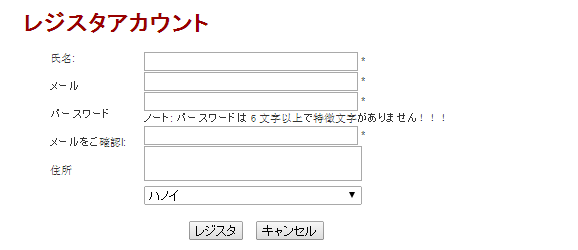 レジスタアカウント
氏名: *
メール *
パースワード *
ノート: パースワードは 6 文字以上で特徴文字がありません！！！
メールをご確認!: *
住所
ハノイ
レジスタ キャンセル